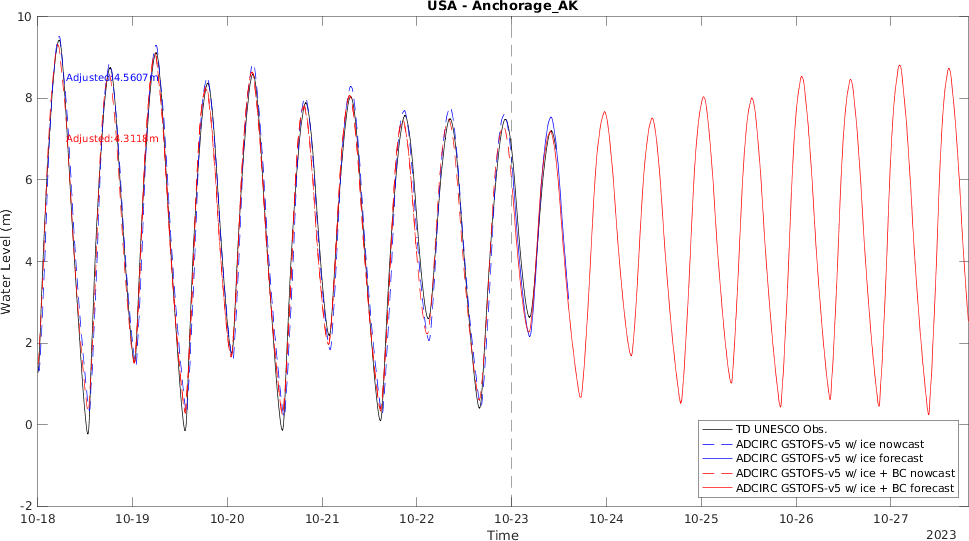 USA - Anchorage_AK
10
8
6
4
2
0
-2
Water Level (m)
Adjusted:4.5607m
Adjusted:4.3118m
TD UNESCO Obs.
ADCIRC GSTOFS-v5 w/ ice nowcast
ADCIRC GSTOFS-v5 w/ ice forecast
ADCIRC GSTOFS-v5 w/ ice + BC nowcast
ADCIRC GSTOFS-v5 w/ ice + BC forecast
10-18 10-19 10-20 10-21 10-22 10-23 10-24 10-25 10-26 10-27
Time
2023